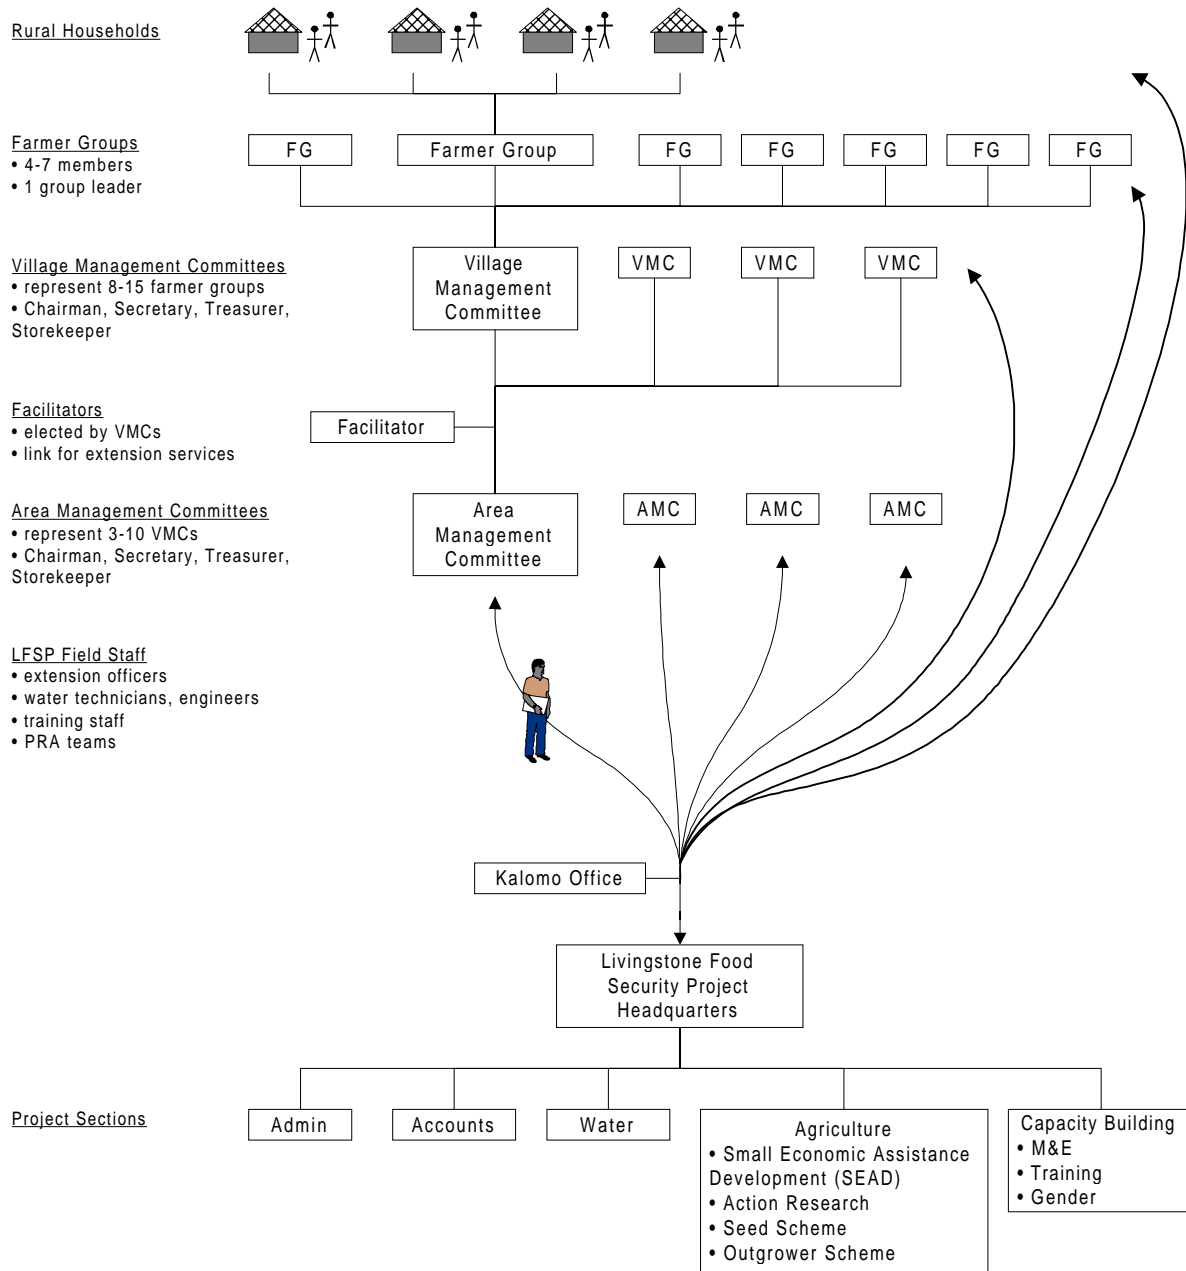 Rural Households
Farmer Groups
• 4-7 members
• 1 group leader
FG
Farmer Group
FG
FG
FG
FG
FG
Village Management Committees
• represent 8-15 farmer groups
• Chairman, Secretary, Treasurer,
Storekeeper
Village
Management
Committee
VMC
VMC
VMC
Facilitators
• elected by VMCs
• link for extension services
Facilitator
Area Management Committees
• represent 3-10 VMCs
• Chairman, Secretary, Treasurer,
Storekeeper
Area
Management
Committee
AMC
AMC
AMC
LFSP Field Staff
• extension officers
• water technicians, engineers
• training staff
• PRA teams
Kalomo Office
Livingstone Food
Security Project
Headquarters
Project Sections
Admin
Accounts
Water
Agriculture
• Small Economic Assistance
Development (SEAD)
• Action Research
• Seed Scheme
• Outgrower Scheme
Capacity Building
• M&E
• Training
• Gender